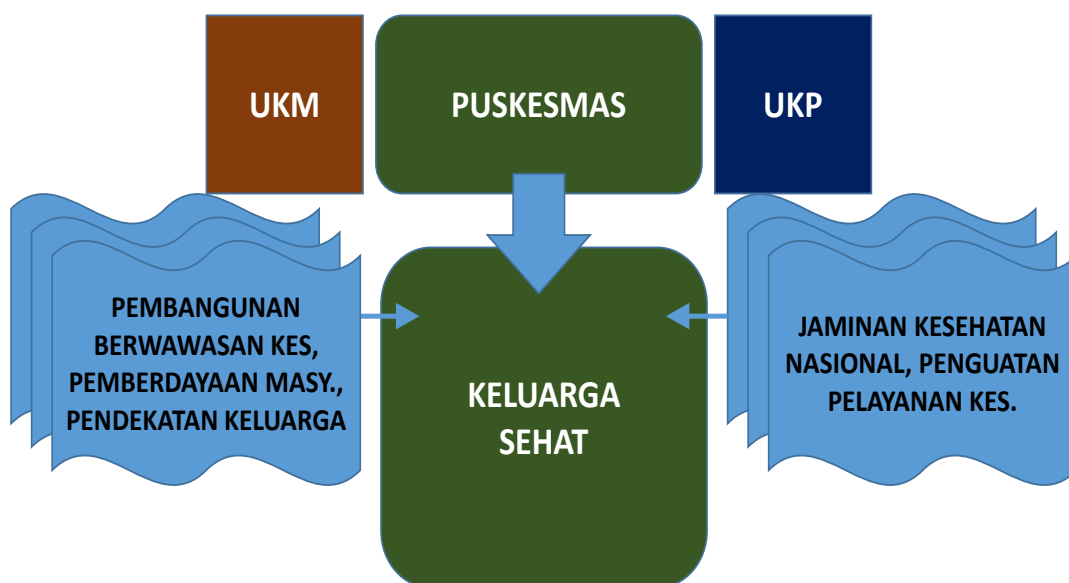 UKM
PUSKESMAS
UKP
PEMBANGUNAN
BERWAWASAN KES,
PEMBERDAYAAN MASY.,
PENDEKATAN KELUARGA
KELUARGA
SEHAT
JAMINAN KESEHATAN
NASIONAL, PENGUATAN
PELAYANAN KES.